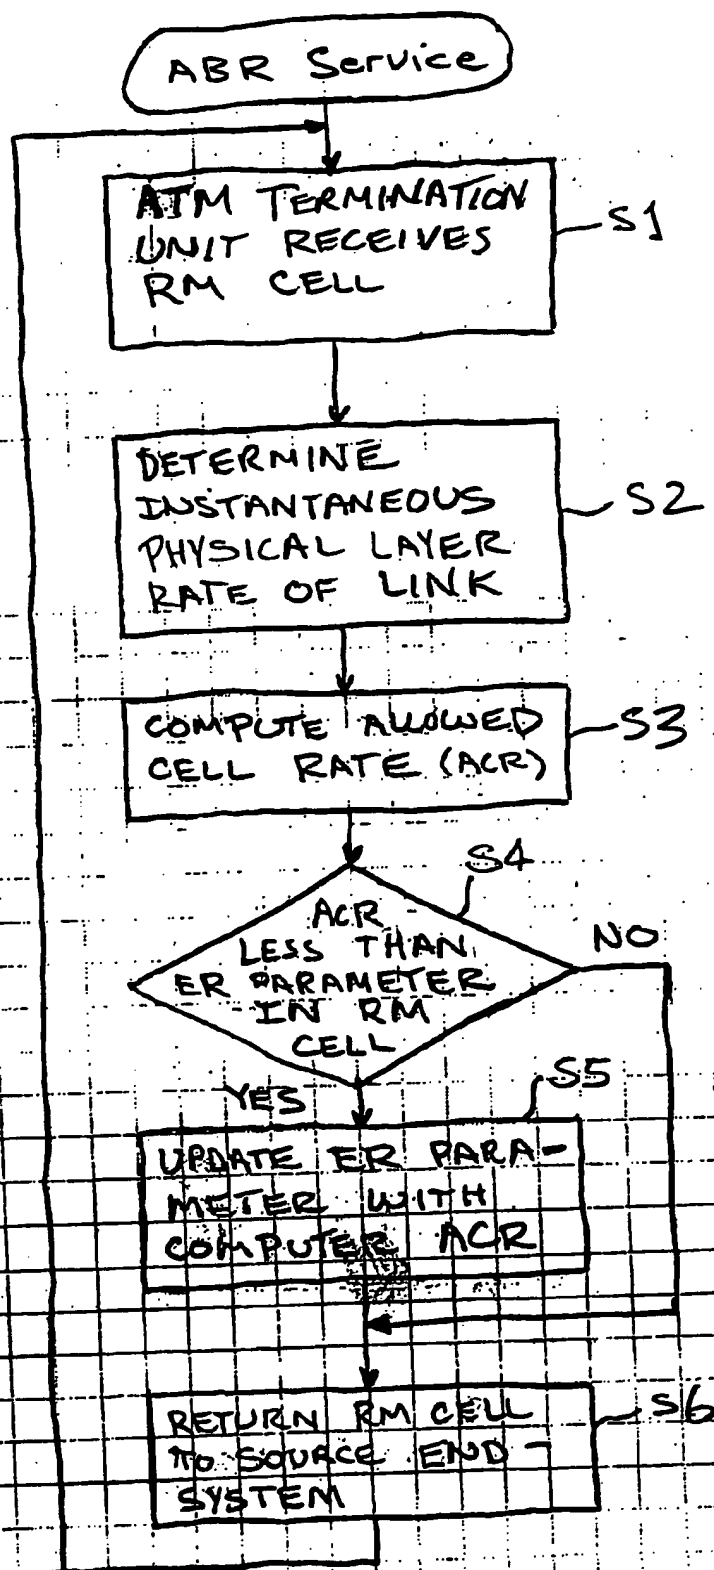 ABR Service
ATM TERMINATION
UNIT RECEIVES
RM CELL
S1
DETERMINE
INSTANTANEOUS
PHYSICAL LAYER
RATE OF LINK
S2
COMPUTE ALLOWED
CELL RATE (ACR)
S3
S4
ACR
LESS THAN
ER PARAMETER
IN RM
CELL
NO
YES
S5
UPDATE ER PARA-
METER WITH
COMPUTER ACR
RETURN RM CELL
TO SOURCE END-
SYSTEM
S6